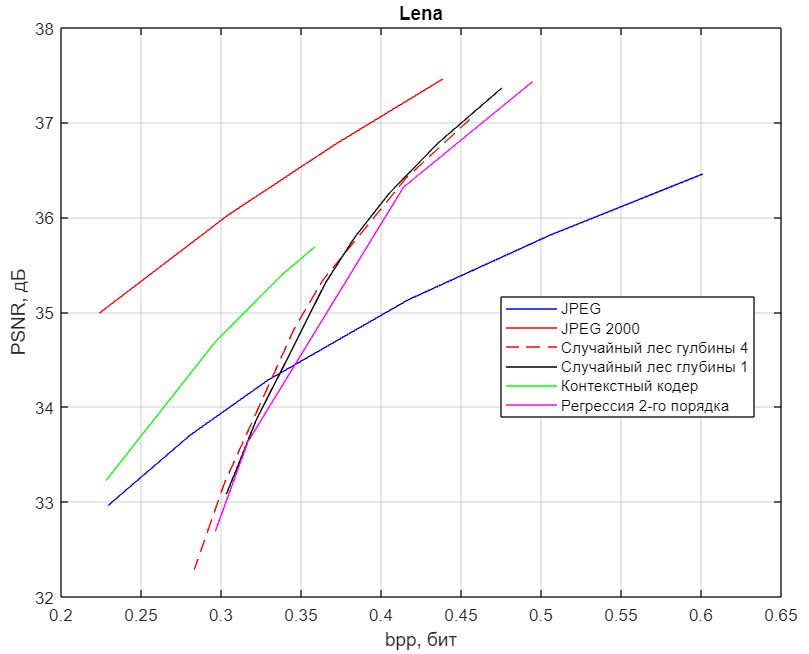 Lena
38
37
36
35
34
33
32
PSNR, дБ
JPEG
JPEG 2000
Случайный лес гулбины 4
Случайный лес глубины 1
Контекстный кодер
Регрессия 2-го порядка
0.2 0.25 0.3 0.35 0.4 0.45 0.5 0.55 0.6 0.65
bpp, бит